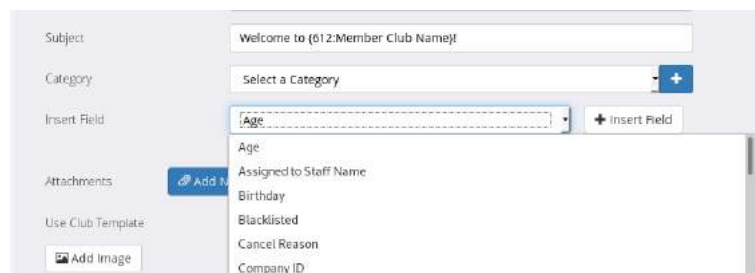 Subject
Welcome to {612:Member Club Name}!
Category
Select a Category
+
Insert Field
Age
+ Insert Field
Age
Assigned to Staff Name
Attachments
Add N
Birthday
Blacklisted
Use Club Template
Cancel Reason
Add Image
Company ID